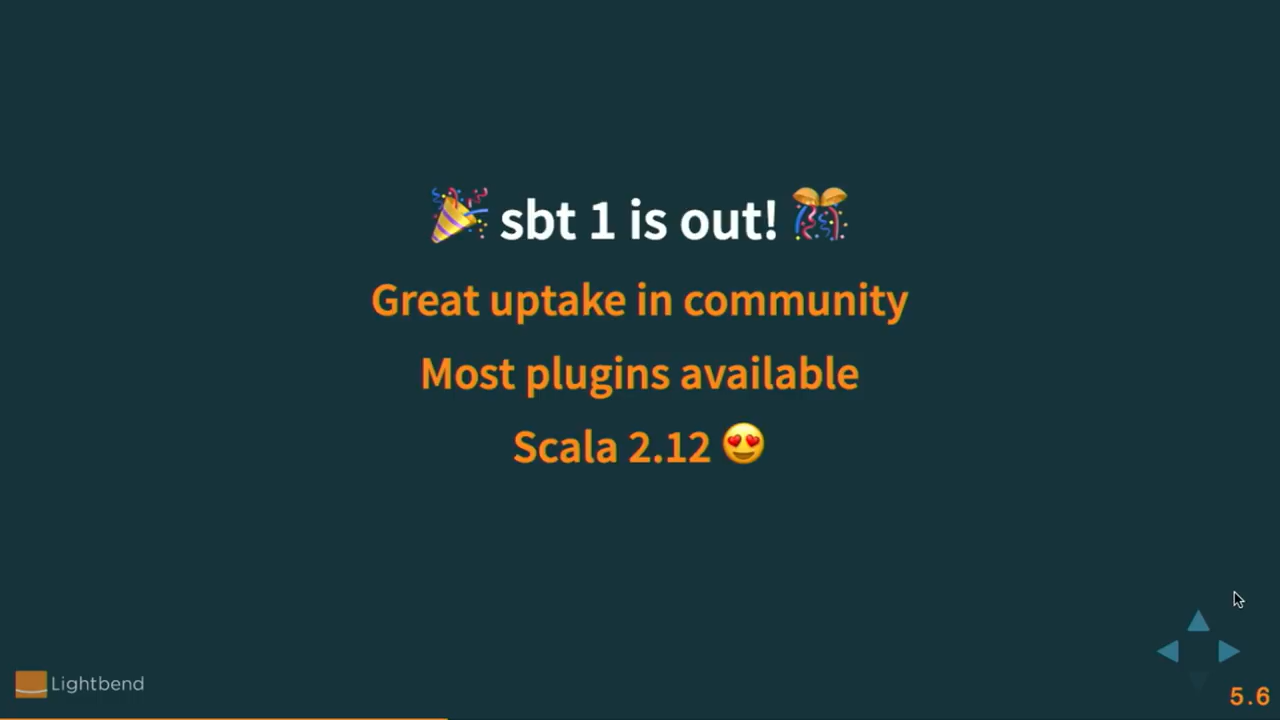 🎉 sbt 1 is out! 🎊
Great uptake in community
Most plugins available
Scala 2.12 😍
Lightbend
5.6